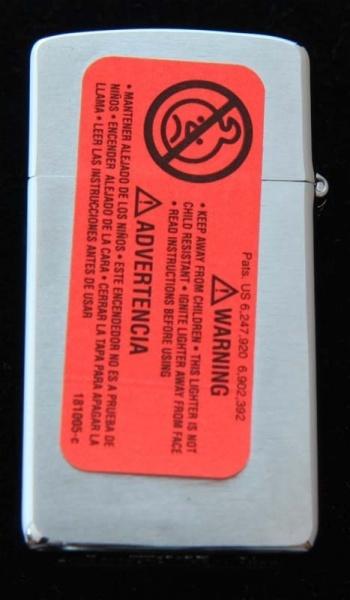 Pats. US 6,247,920 6,902,392
⚠ WARNING
• KEEP AWAY FROM CHILDREN • THIS LIGHTER IS NOT
CHILD RESISTANT • IGNITE LIGHTER AWAY FROM FACE
• READ INSTRUCTIONS BEFORE USING
⚠ ADVERTENCIA
• MANTENER ALEJADO DE LOS NIÑOS • ESTE ENCENDEDOR NO ES A PRUEBA DE
NIÑOS • ENCENDER ALEJADO DE LA CARA • CERRAR LA TAPA PARA APAGAR LA
LLAMA • LEER LAS INSTRUCCIONES ANTES DE USAR
181005-c